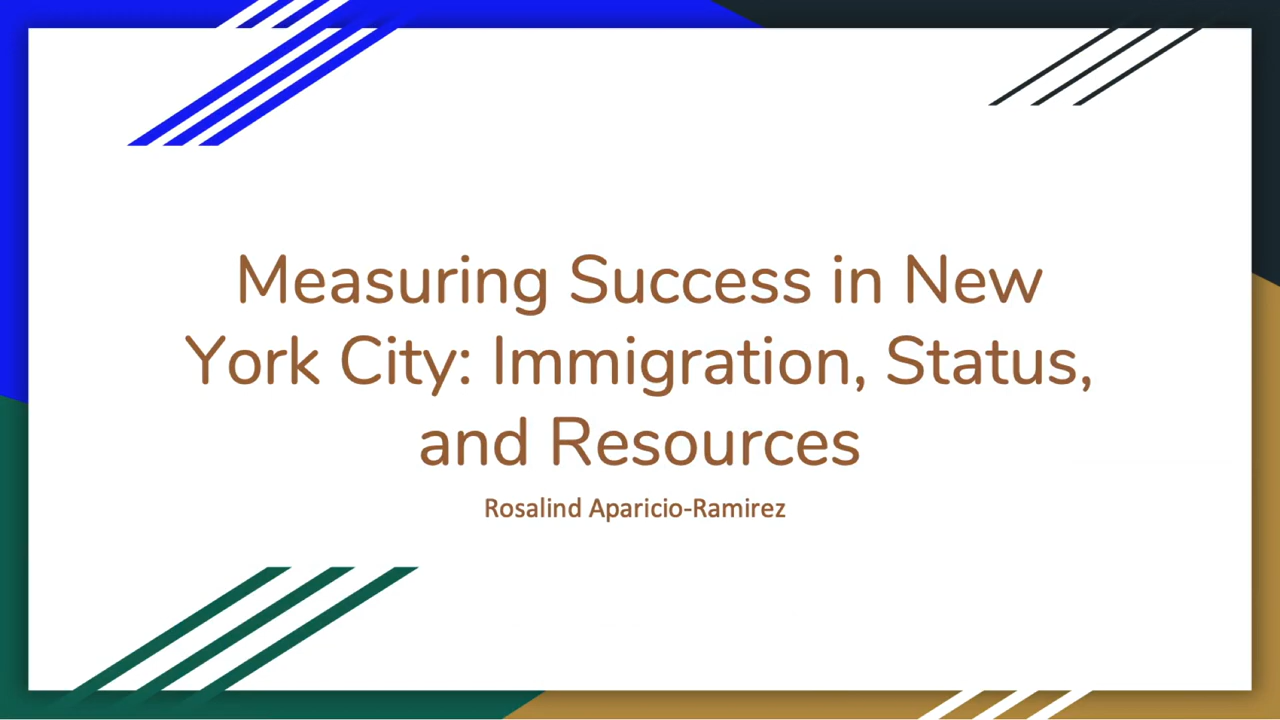 Measuring Success in New
York City: Immigration, Status,
and Resources
Rosalind Aparicio-Ramirez